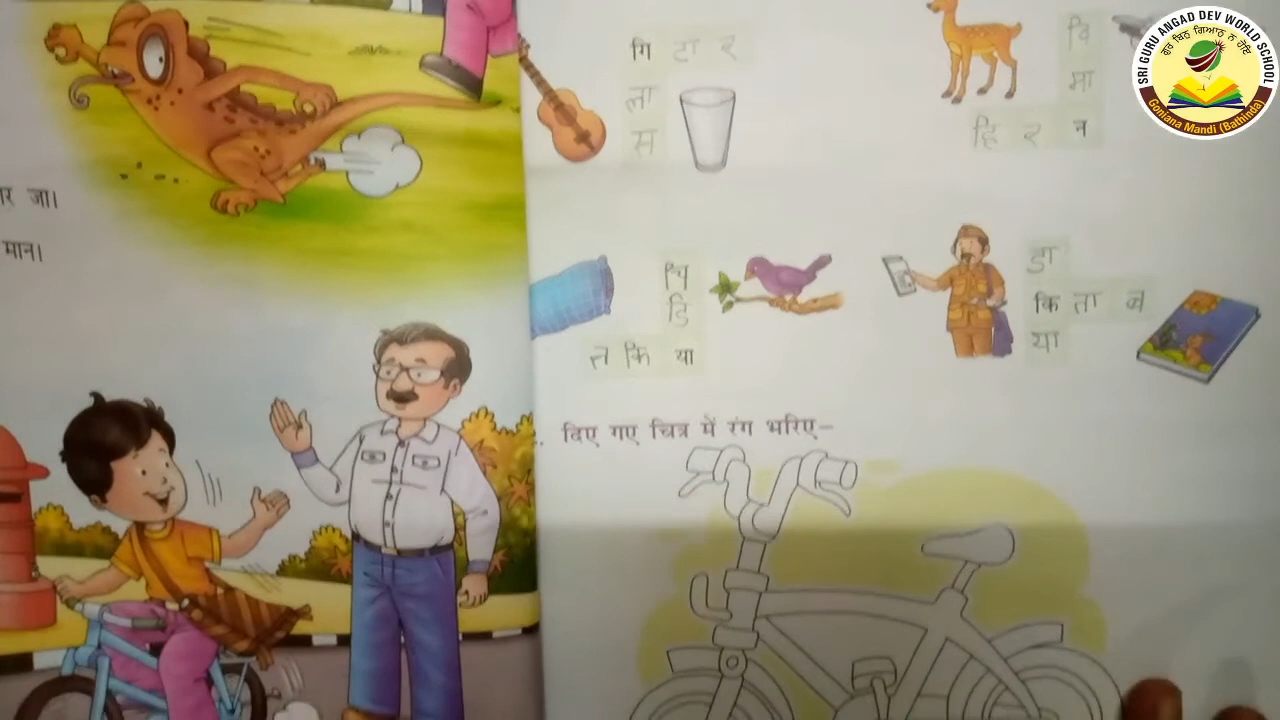 र जा।
मान।
गि टा र
ला
स
वि
मा
हि र न
चि
डि
त कि या
डा
कि ता ब
या
दिए गए चित्र में रंग भरिए–
SRI GURU ANGAD DEV WORLD SCHOOL
Goniana Mandi (Bathinda)